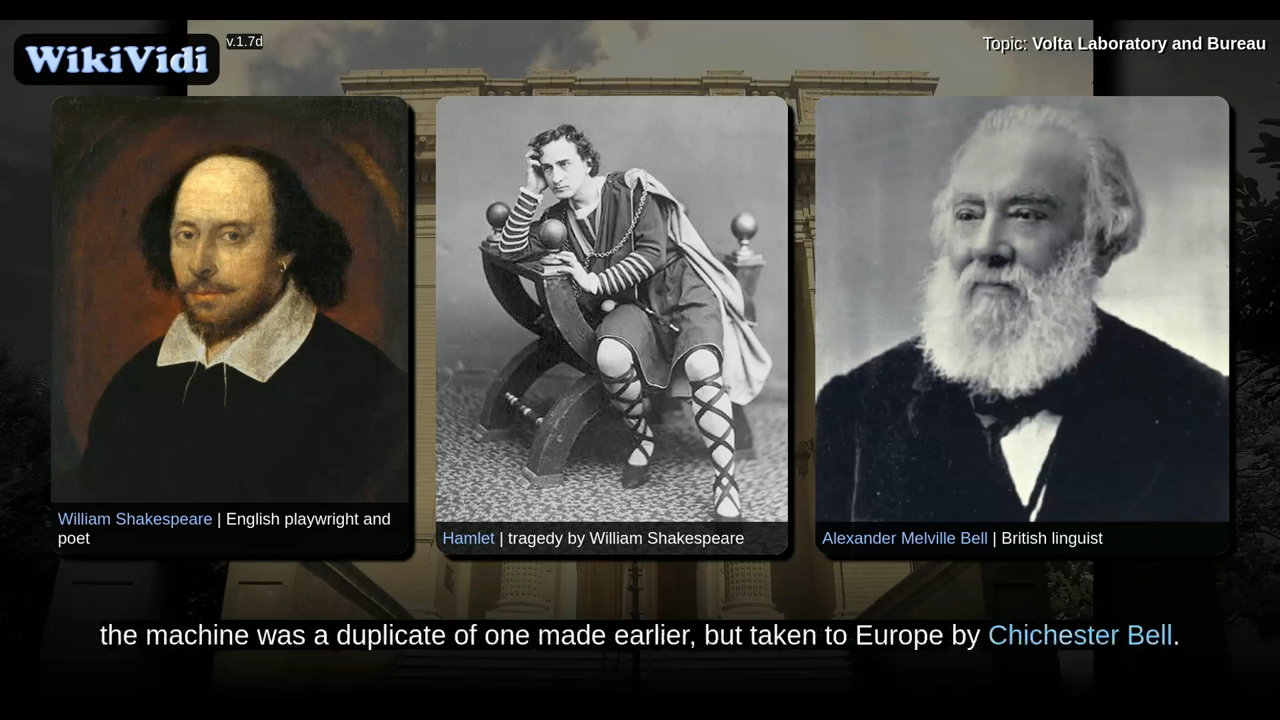 WikiVidi
v.1.7d
Topic: Volta Laboratory and Bureau
William Shakespeare | English playwright and
poet
Hamlet | tragedy by William Shakespeare
Alexander Melville Bell | British linguist
the machine was a duplicate of one made earlier, but taken to Europe by Chichester Bell.